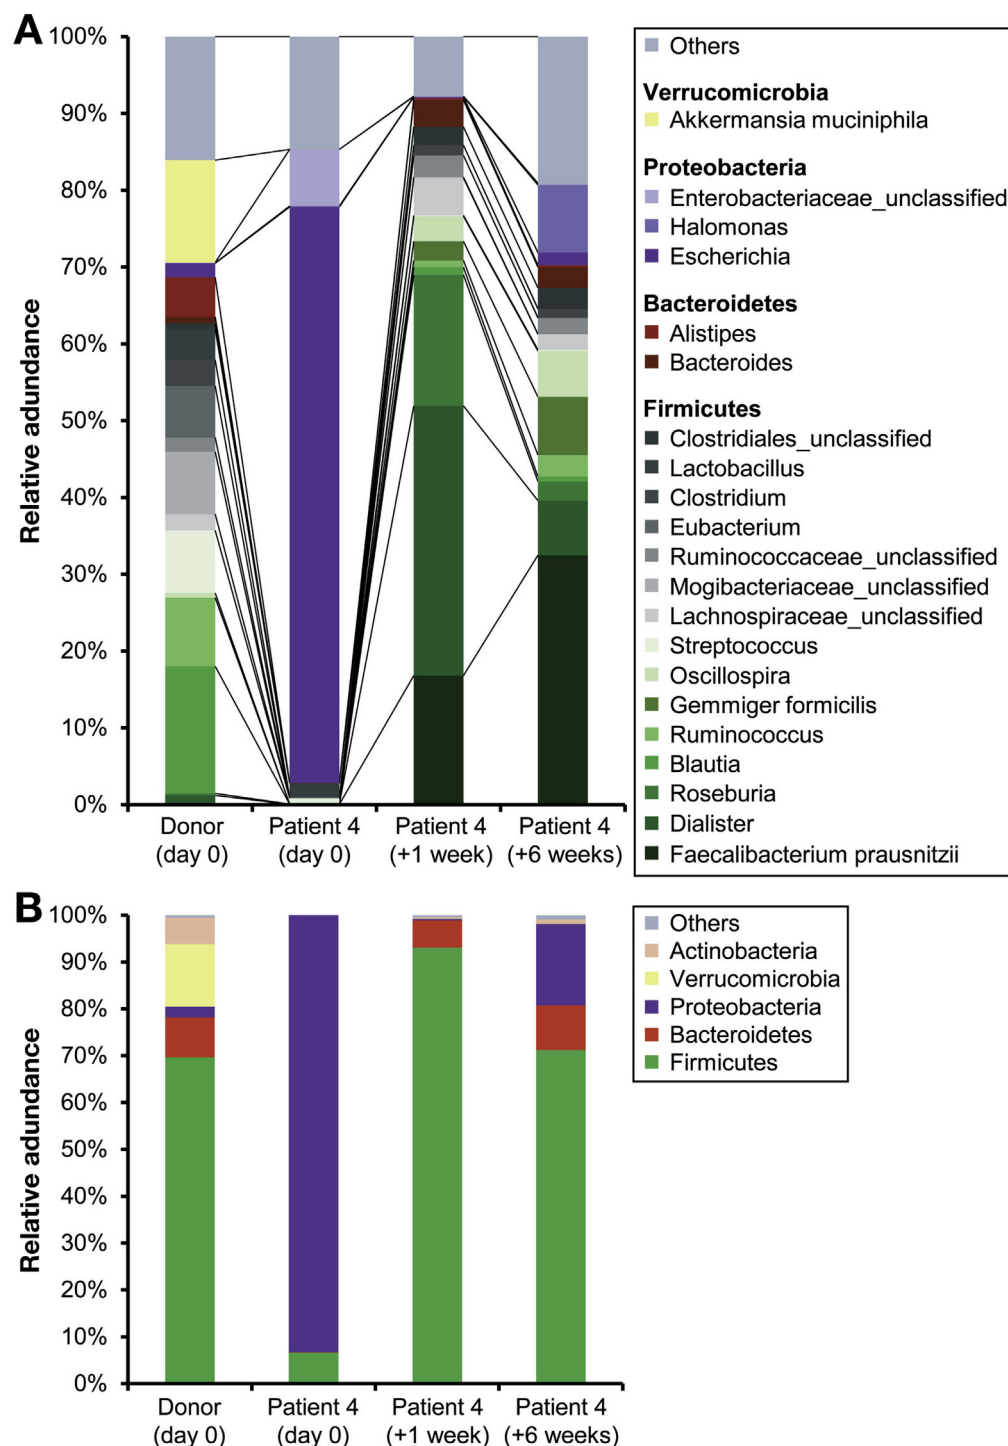 A
100%
90%
80%
70%
60%
50%
40%
30%
20%
10%
0%
Relative adundance
Donor
(day 0)
Patient 4
(day 0)
Patient 4
(+1 week)
Patient 4
(+6 weeks)
Others
Verrucomicrobia
Akkermansia muciniphila
Proteobacteria
Enterobacteriaceae_unclassified
Halomonas
Escherichia
Bacteroidetes
Alistipes
Bacteroides
Firmicutes
Clostridiales_unclassified
Lactobacillus
Clostridium
Eubacterium
Ruminococcaceae_unclassified
Mogibacteriaceae_unclassified
Lachnospiraceae_unclassified
Streptococcus
Oscillospira
Gemmiger formicilis
Ruminococcus
Blautia
Roseburia
Dialister
Faecalibacterium prausnitzii
B
100%
90%
80%
70%
60%
50%
40%
30%
20%
10%
0%
Relative adundance
Donor
(day 0)
Patient 4
(day 0)
Patient 4
(+1 week)
Patient 4
(+6 weeks)
Others
Actinobacteria
Verrucomicrobia
Proteobacteria
Bacteroidetes
Firmicutes